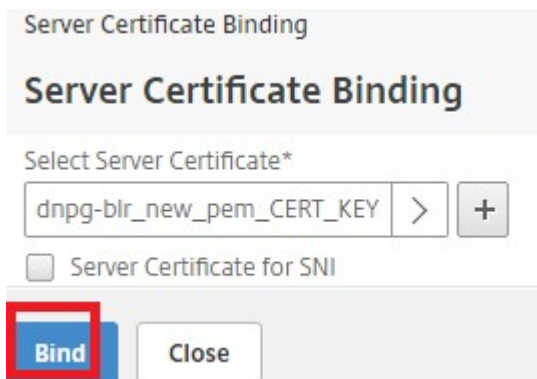 Server Certificate Binding
Server Certificate Binding
Select Server Certificate*
dnpg-blr_new_pem_CERT_KEY > +
Server Certificate for SNI
Bind Close